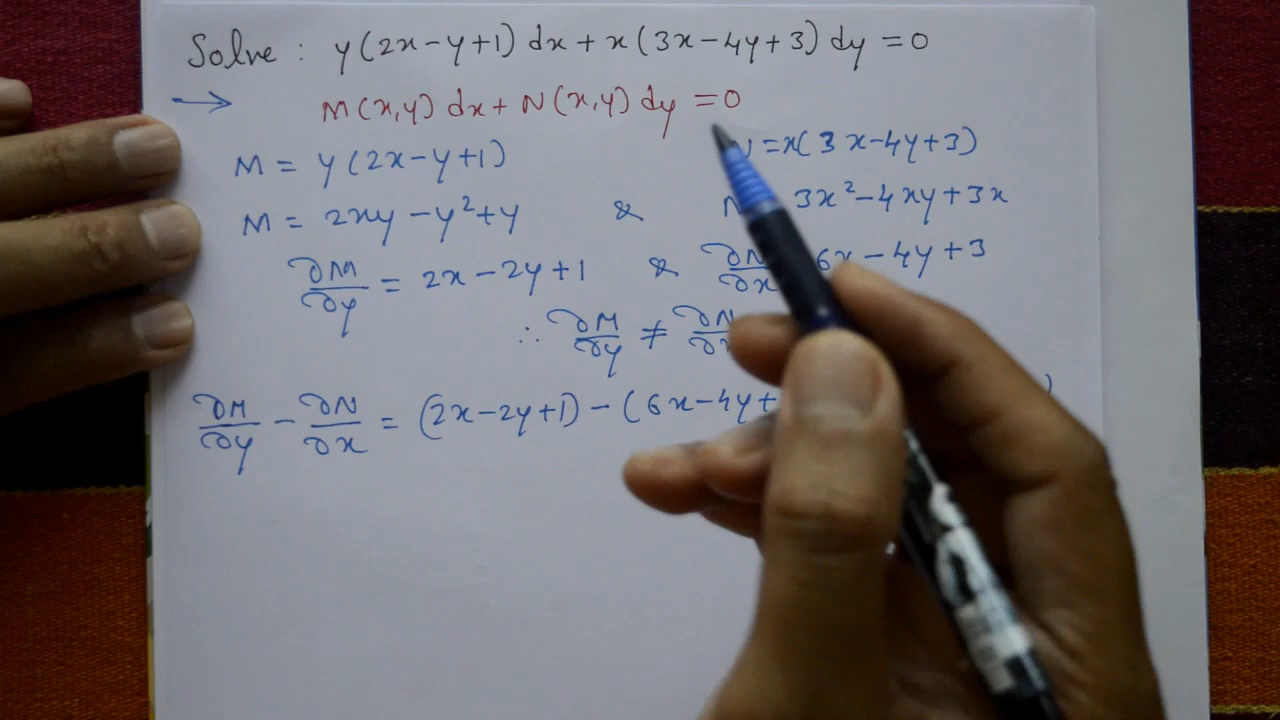 Solve : y(2x-y+1) dx + x(3x-4y+3) dy = 0
→ M(x,y) dx + N(x,y) dy = 0
M = y(2x-y+1) = x(3x-4y+3)
M = 2xy - y² + y & 3x² - 4xy + 3x
∂M/∂y = 2x - 2y + 1 & ∂N/∂x 6x - 4y + 3
∴ ∂M/∂y ≠ ∂N
∂M/∂y - ∂N/∂x = (2x-2y+1) - (6x-4y+ )